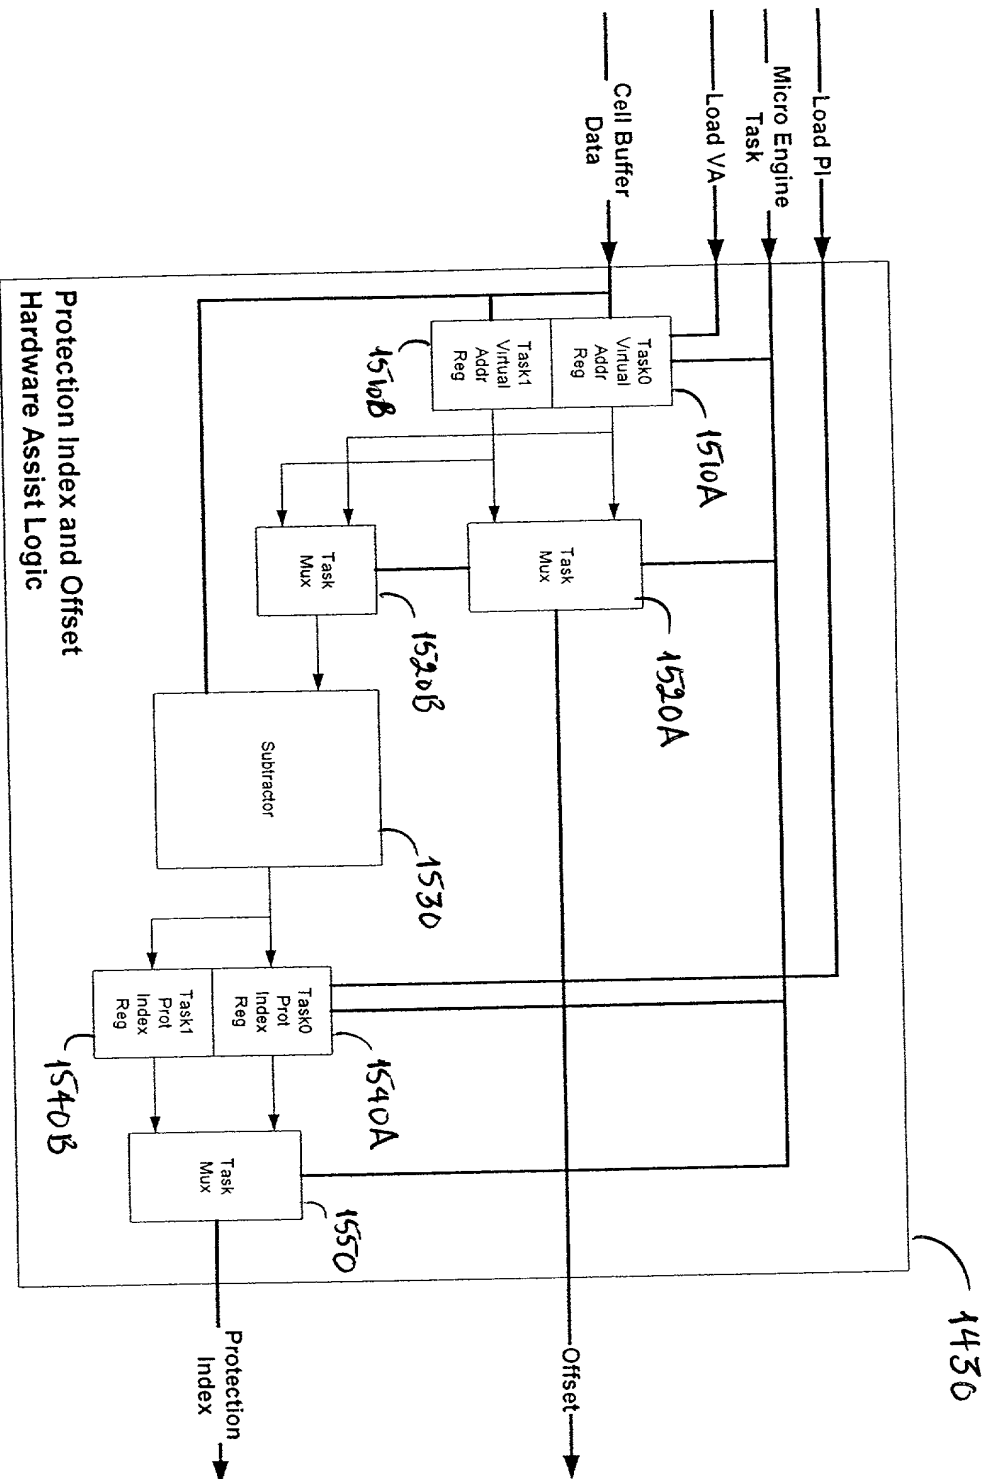 Load PI
Micro Engine
Task
Load VA
Cell Buffer
Data
Task0
Virtual
Addr
Reg
Task1
Virtual
Addr
Reg
1510A
1510B
Task
Mux
1520A
Task
Mux
1520B
Subtractor
1530
Task0
Prot
Index
Reg
1540A
Task1
Prot
Index
Reg
1540B
Task
Mux
1550
Offset
Protection
Index
Protection Index and Offset
Hardware Assist Logic
1430